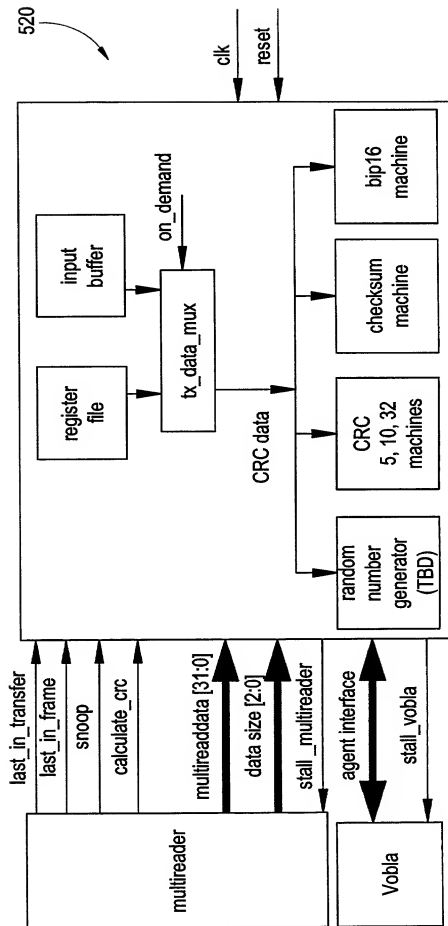 520
clk
reset
input
buffer
register
file
on_demand
tx_data_mux
CRC data
bip16
machine
checksum
machine
CRC
5, 10, 32
machines
random
number
generator
(TBD)
last_in_transfer
last_in_frame
snoop
calculate_crc
multireaddata [31:0]
data size [2:0]
stall_multireader
agent interface
stall_vobla
multireader
Vobla